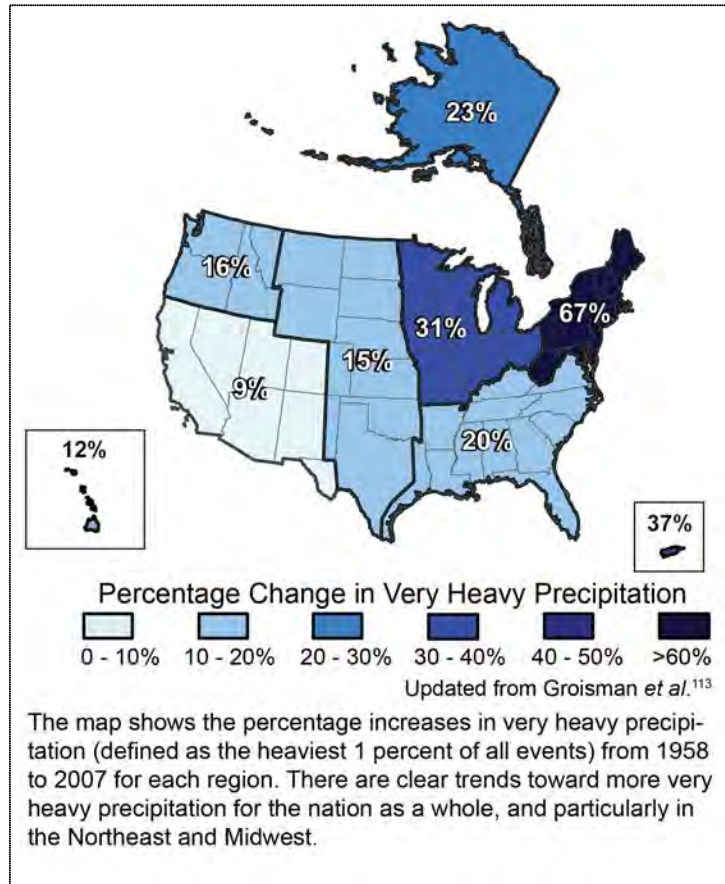 23%
16%
31%
67%
15%
9%
20%
12%
37%
Percentage Change in Very Heavy Precipitation
0 - 10% 10 - 20% 20 - 30% 30 - 40% 40 - 50% >60%
Updated from Groisman et al.113
The map shows the percentage increases in very heavy precipi-
tation (defined as the heaviest 1 percent of all events) from 1958
to 2007 for each region. There are clear trends toward more very
heavy precipitation for the nation as a whole, and particularly in
the Northeast and Midwest.